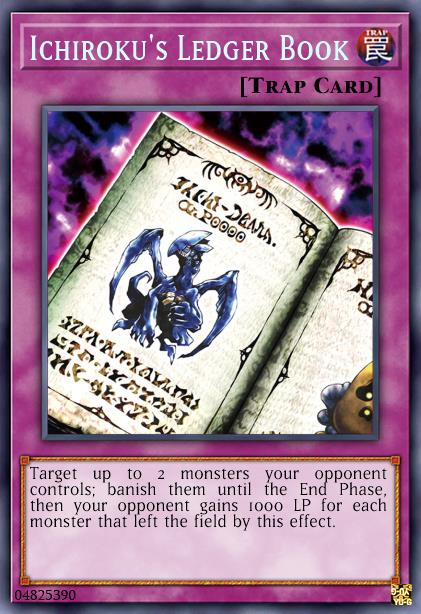 Ichiroku's Ledger Book
TRAP
罠
[Trap Card]
Target up to 2 monsters your opponent
controls; banish them until the End Phase,
then your opponent gains 1000 LP for each
monster that left the field by this effect.
04825390